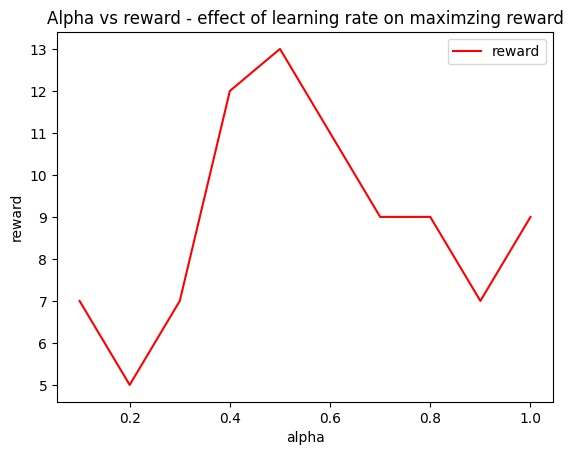 Alpha vs reward - effect of learning rate on maximzing reward
reward
13
12
11
10
9
8
7
6
5
reward
0.2 0.4 0.6 0.8 1.0
alpha